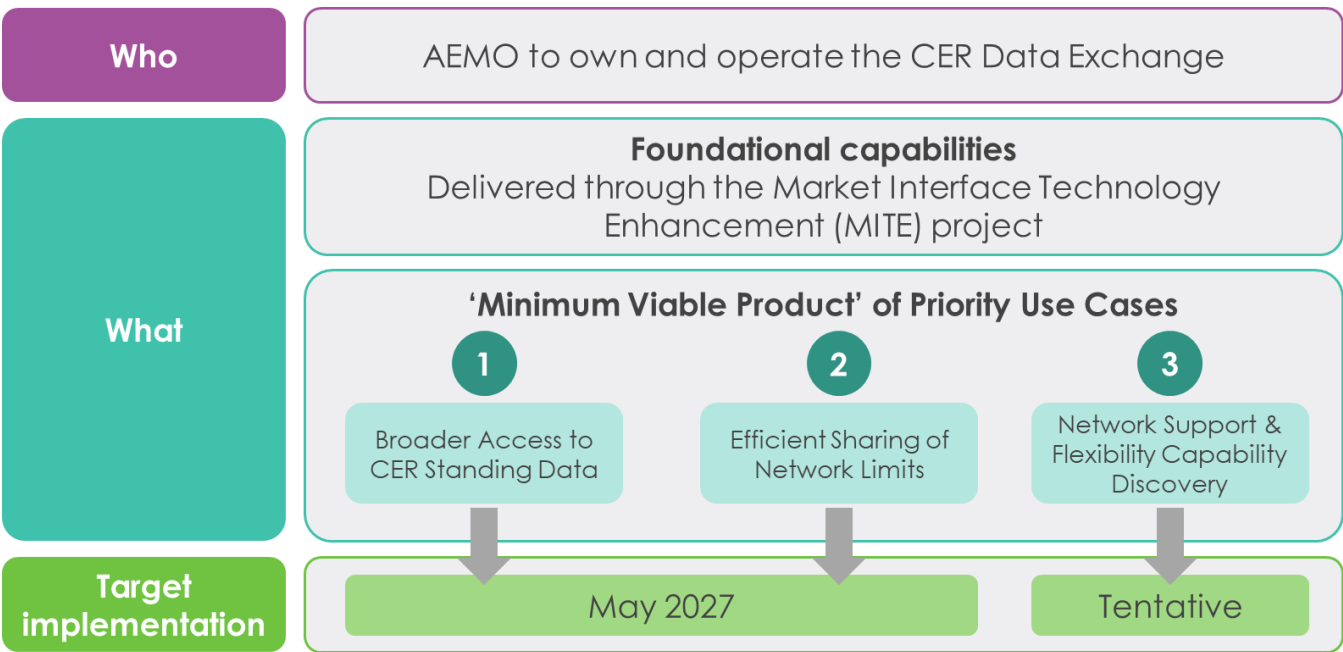 Who
AEMO to own and operate the CER Data Exchange
What
Foundational capabilities
Delivered through the Market Interface Technology
Enhancement (MITE) project
‘Minimum Viable Product’ of Priority Use Cases
1
Broader Access to
CER Standing Data
2
Efficient Sharing of
Network Limits
3
Network Support &
Flexibility Capability
Discovery
Target
implementation
May 2027
Tentative